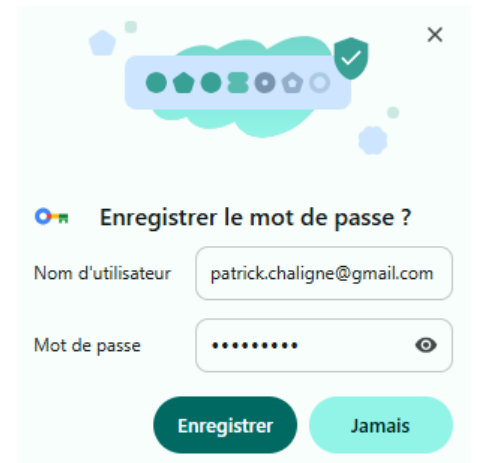 Enregistrer le mot de passe ?
Nom d'utilisateur patrick.chaligne@gmail.com
Mot de passe •••••••••
Enregistrer Jamais